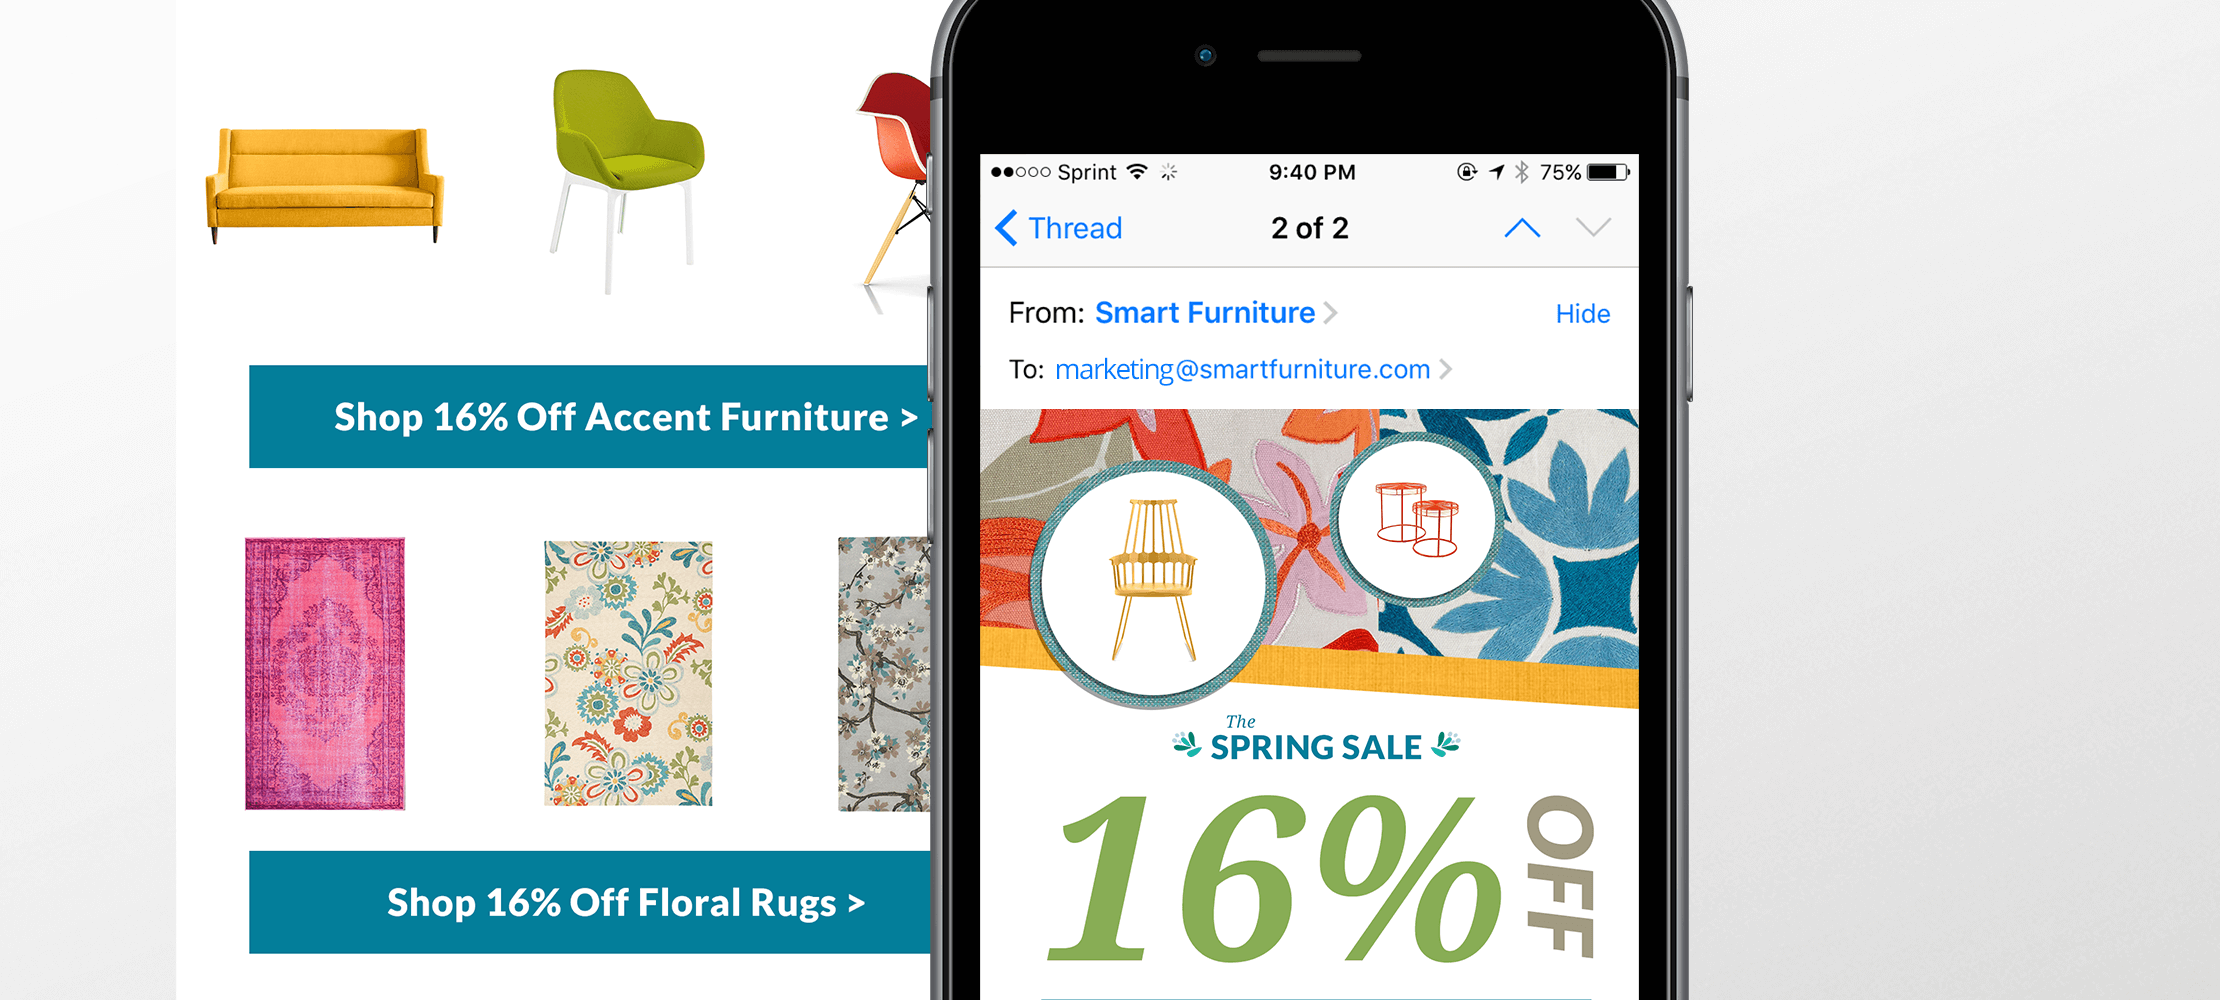 Shop 16% Off Accent Furniture >
Shop 16% Off Floral Rugs >
Sprint 9:40 PM 75%
Thread 2 of 2
From: Smart Furniture Hide
To: marketing@smartfurniture.com
The
SPRING SALE
16% OFF